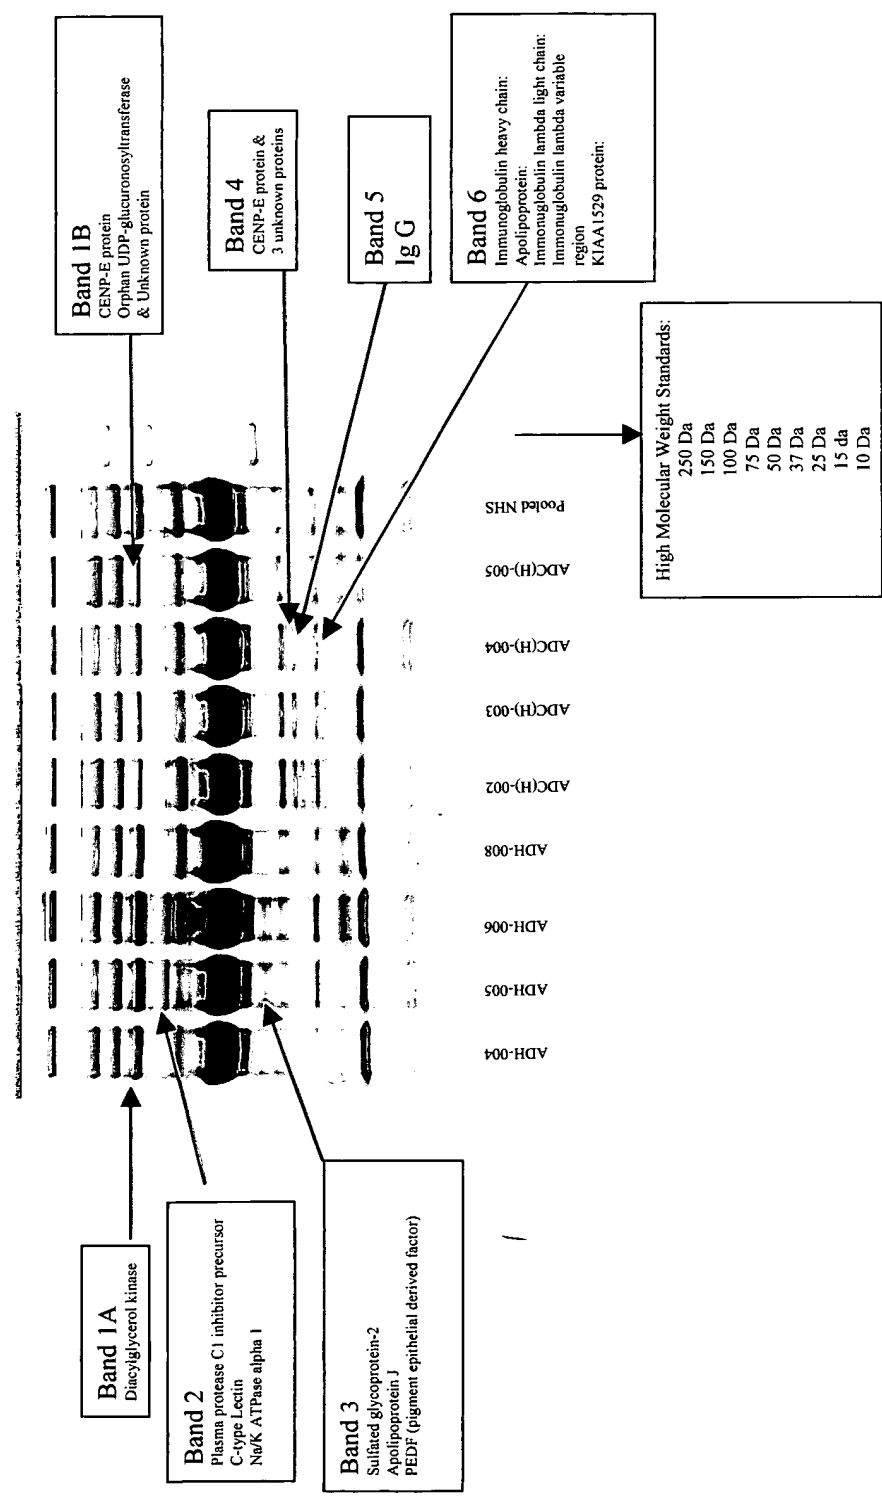 Band 1A
Diacylglycerol kinase
Band 2
Plasma protease C1 inhibitor precursor
C-type Lectin
Na/K ATPase alpha 1
Band 3
Sulfated glycoprotein-2
Apolipoprotein J
PEDF (pigment epithelial derived factor)
ADH-004
ADH-005
ADH-006
ADH-008
ADC(H)-002
ADC(H)-003
ADC(H)-004
ADC(H)-005
Pooled NHS
Band 1B
CENP-E protein
Orphan UDP-glucuronosyltransferase
& Unknown protein
Band 4
CENP-E protein &
3 unknown proteins
Band 5
Ig G
Band 6
Immunoglobulin heavy chain:
Apolipoprotein:
Immonuglobulin lambda light chain:
Immonuglobulin lambda variable
region
KIAA1529 protein:
High Molecular Weight Standards:
250 Da
150 Da
100 Da
75 Da
50 Da
37 Da
25 Da
15 da
10 Da